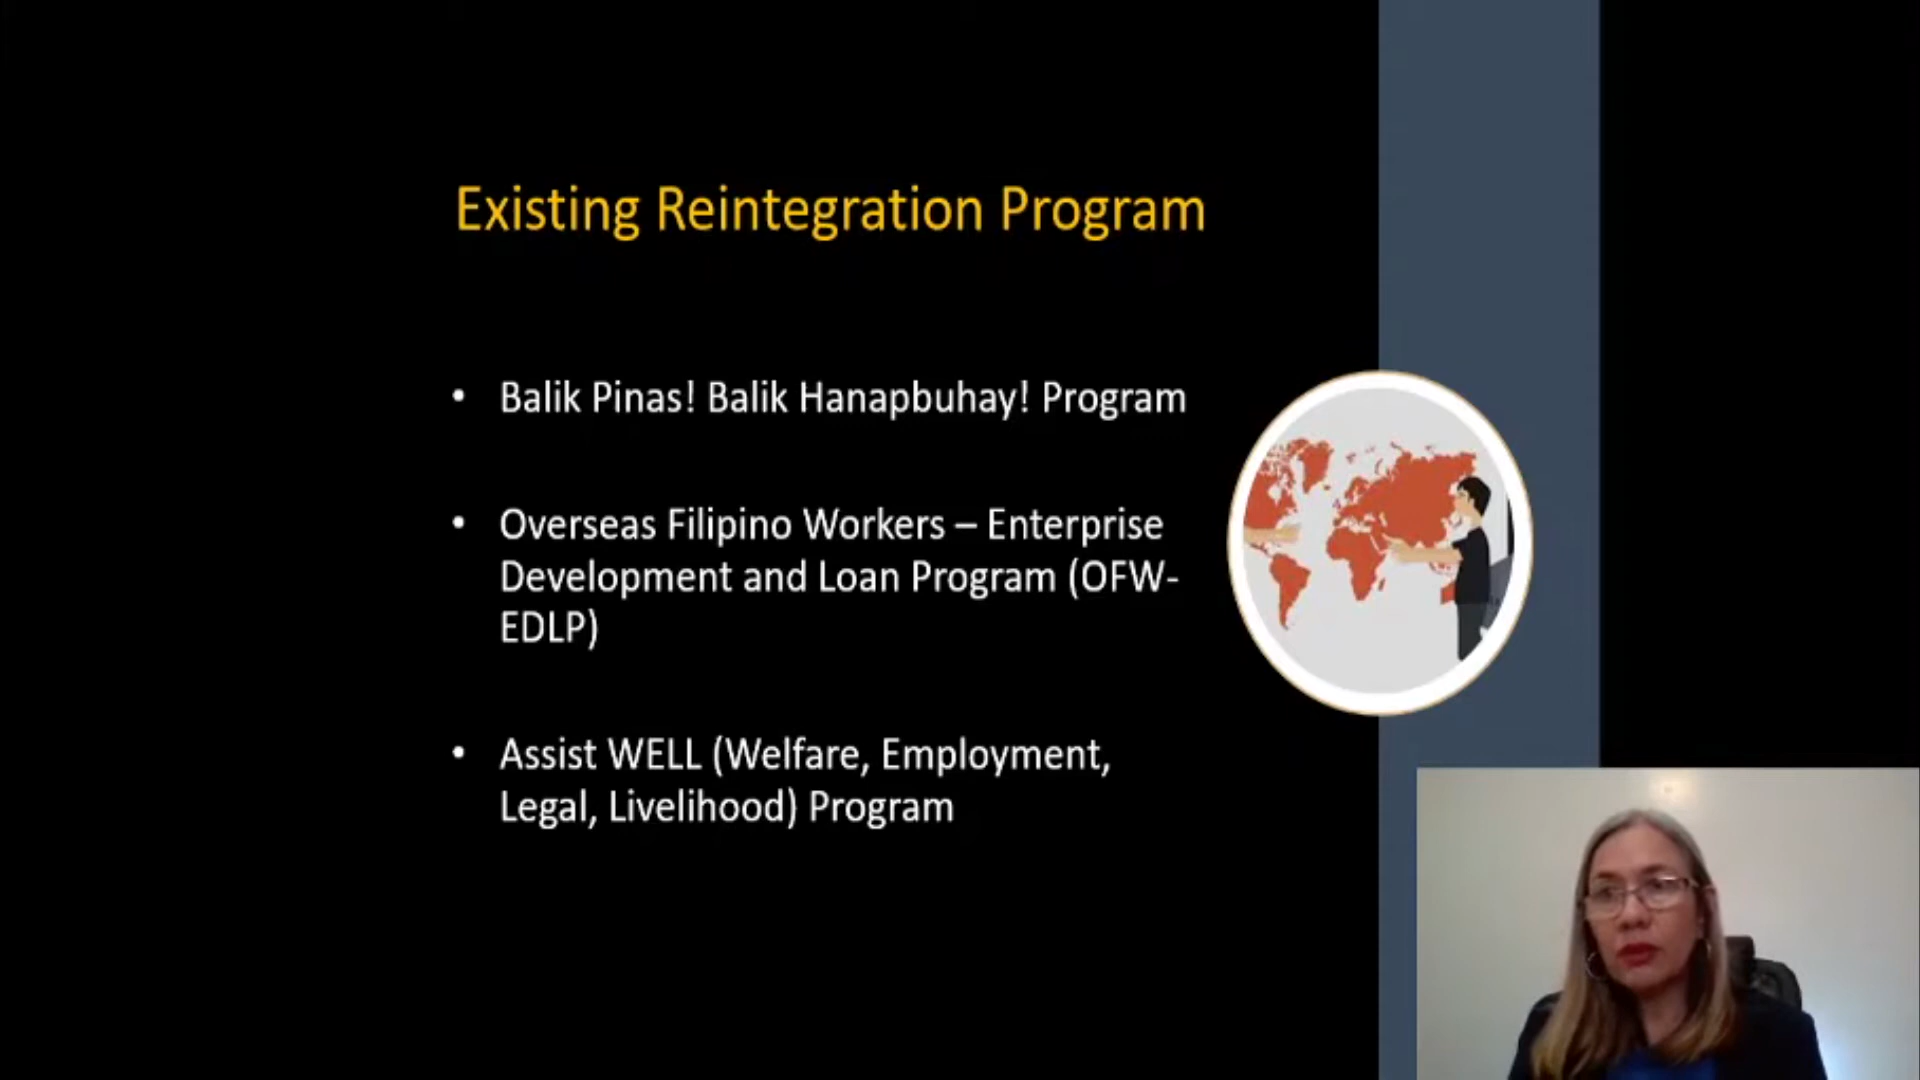 Existing Reintegration Program
• Balik Pinas! Balik Hanapbuhay! Program
• Overseas Filipino Workers – Enterprise
Development and Loan Program (OFW-
EDLP)
• Assist WELL (Welfare, Employment,
Legal, Livelihood) Program